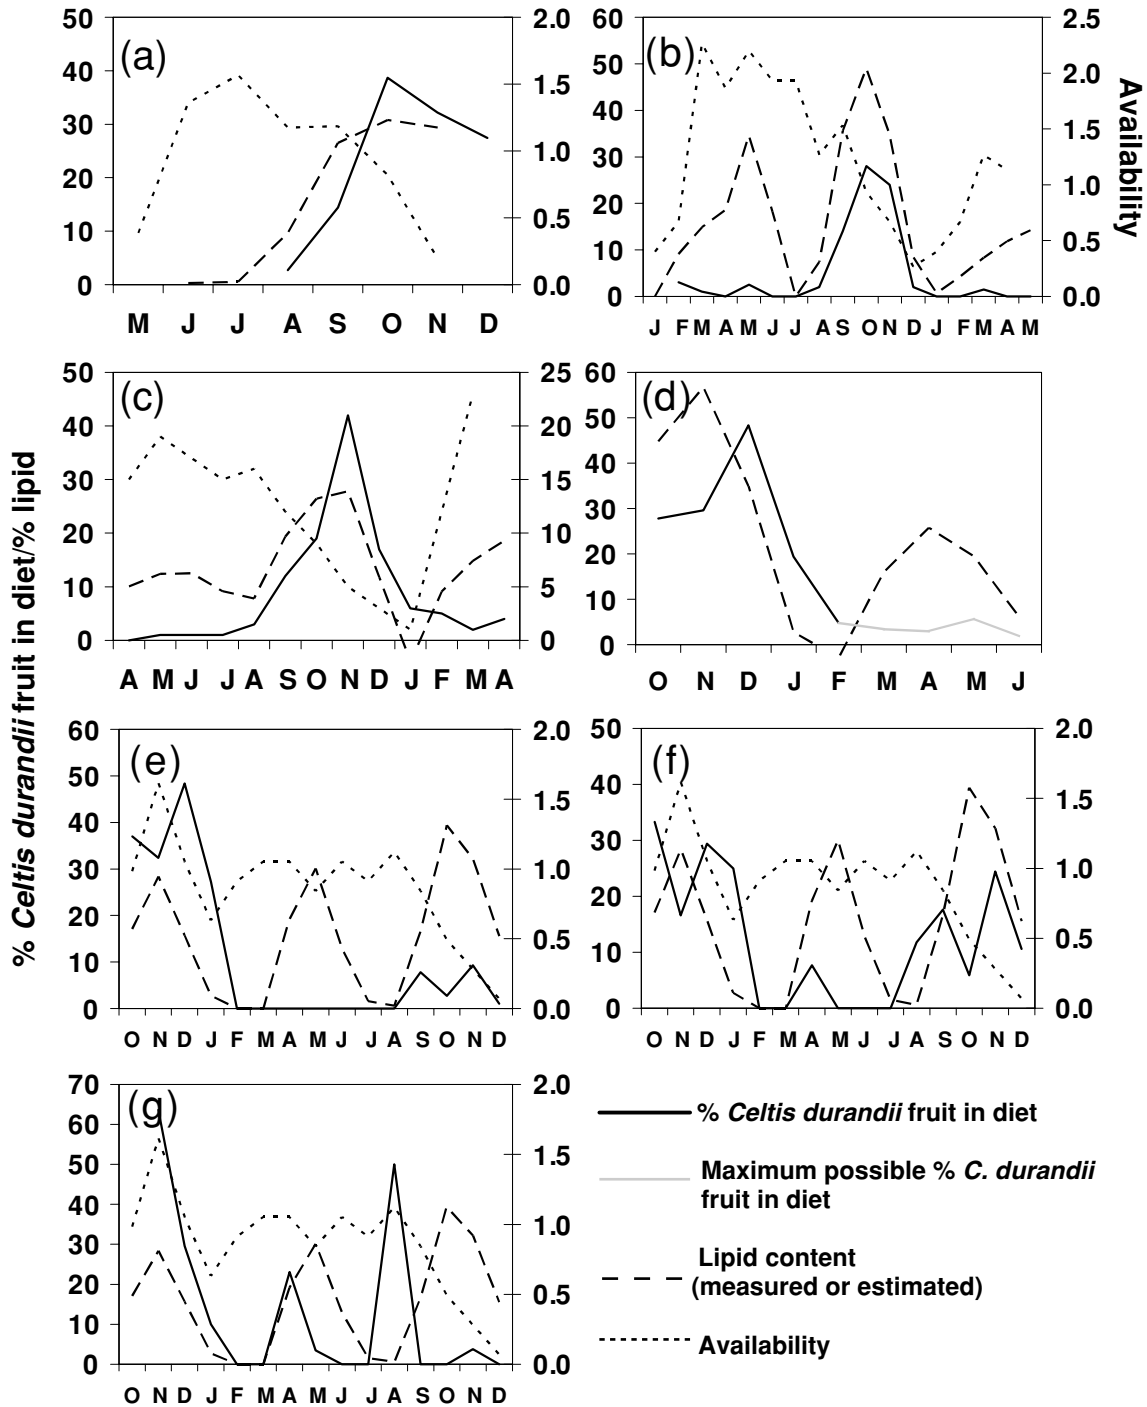 50 2.0 60 2.5
(a) (b)
40 50 2.0
1.5
30 40 1.5
1.0 30
20 1.0
20
10 0.5 10 0.5
0 0.0 0 0.0
M J J A S O N D
J F M A M J J A S O N D J F M A M
Availability
50 25 60
(c) (d)
40 20 50
30 15 40
30
20 10 20
10 5 10
0 0 0
A M J J A S O N D J F M A
O N D J F M A M J
% Celtis durandii fruit in diet/% lipid
60 2.0 50 2.0
(e) (f)
50 40
1.5 1.5
40
30
30 1.0 1.0
20
20
0.5 10 0.5
10
0 0.0 0 0.0
O N D J F M A M J J A S O N D
O N D J F M A M J J A S O N D
70 2.0
(g)
60
50 1.5
40
1.0
30
20 0.5
10
0 0.0
O N D J F M A M J J A S O N D
% Celtis durandii fruit in diet
Maximum possible % C. durandii
fruit in diet
Lipid content
(measured or estimated)
Availability